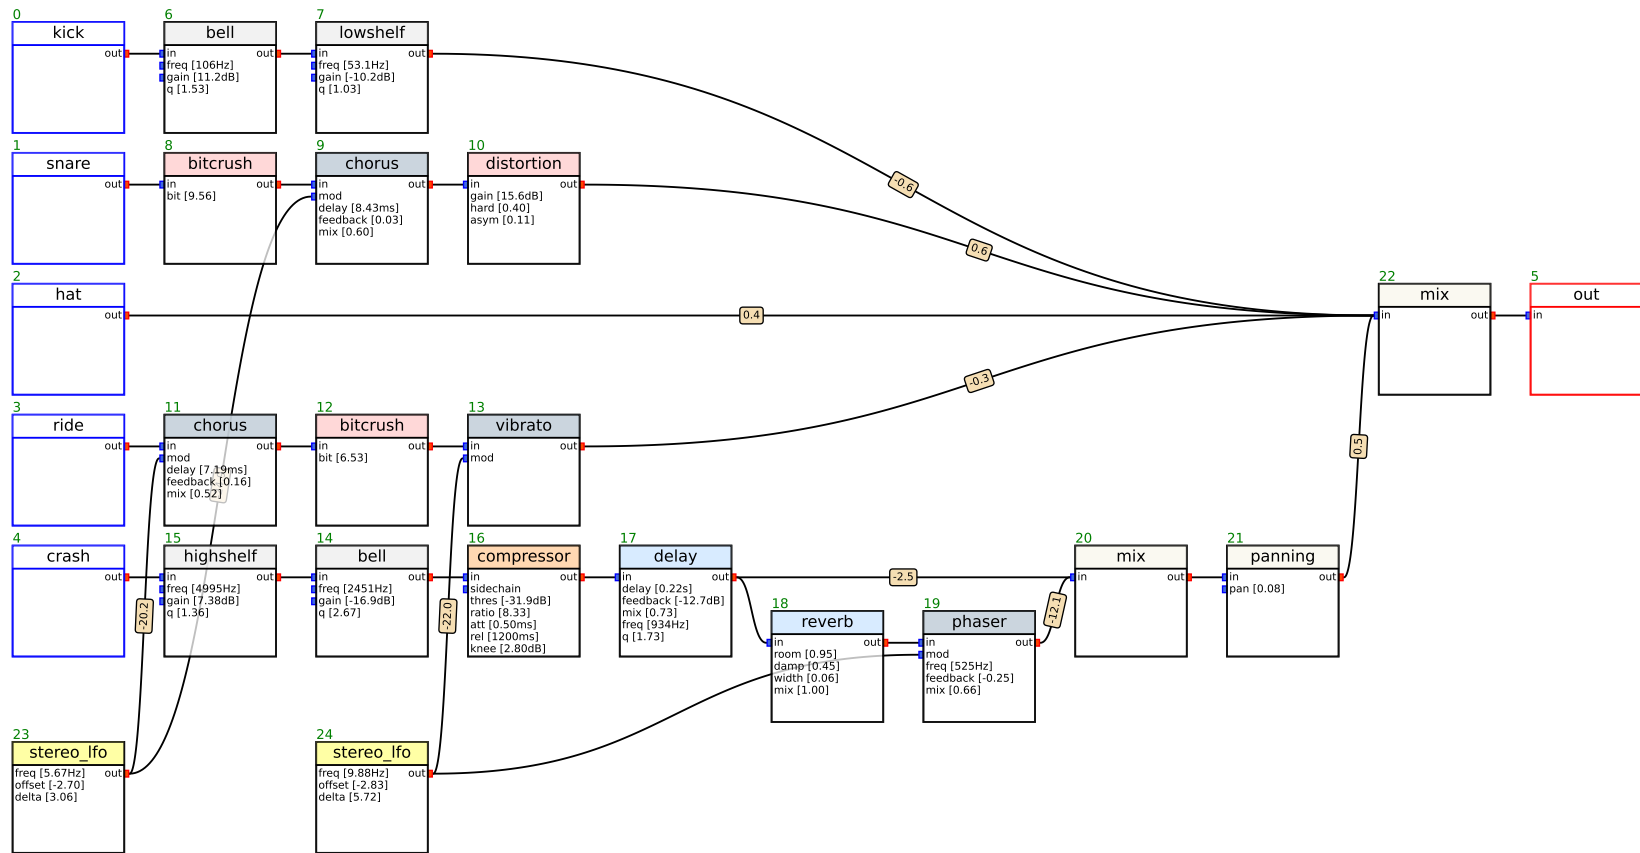 0
kick
out
6
bell
in out
freq [106Hz]
gain [11.2dB]
q [1.53]
7
lowshelf
in out
freq [53.1Hz]
gain [-10.2dB]
q [1.03]
1
snare
out
8
bitcrush
in out
bit [9.56]
9
chorus
in out
mod
delay [8.43ms]
feedback [0.03]
mix [0.60]
10
distortion
in out
gain [15.6dB]
hard [0.40]
asym [0.11]
-0.6
0.6
2
hat
out
0.4
22
mix
in out
5
out
in
-0.3
3
ride
out
11
chorus
in out
mod
delay [7.19ms]
feedback [0.16]
mix [0.52]
12
bitcrush
in out
bit [6.53]
13
vibrato
in out
mod
0.5
4
crash
out
15
highshelf
in out
freq [4995Hz]
gain [7.38dB]
q [1.36]
14
bell
in out
freq [2451Hz]
gain [-16.9dB]
q [2.67]
16
compressor
in out
sidechain
thres [-31.9dB]
ratio [8.33]
att [0.50ms]
rel [1200ms]
knee [2.80dB]
17
delay
in out
delay [0.22s]
feedback [-12.7dB]
mix [0.73]
freq [934Hz]
q [1.73]
-2.5
20
mix
in out
21
panning
in out
pan [0.08]
-20.2
-22.0
-12.1
18
reverb
in out
room [0.95]
damp [0.45]
width [0.06]
mix [1.00]
19
phaser
in out
mod
freq [525Hz]
feedback [-0.25]
mix [0.66]
23
stereo_lfo
freq [5.67Hz] out
offset [-2.70]
delta [3.06]
24
stereo_lfo
freq [9.88Hz] out
offset [-2.83]
delta [5.72]